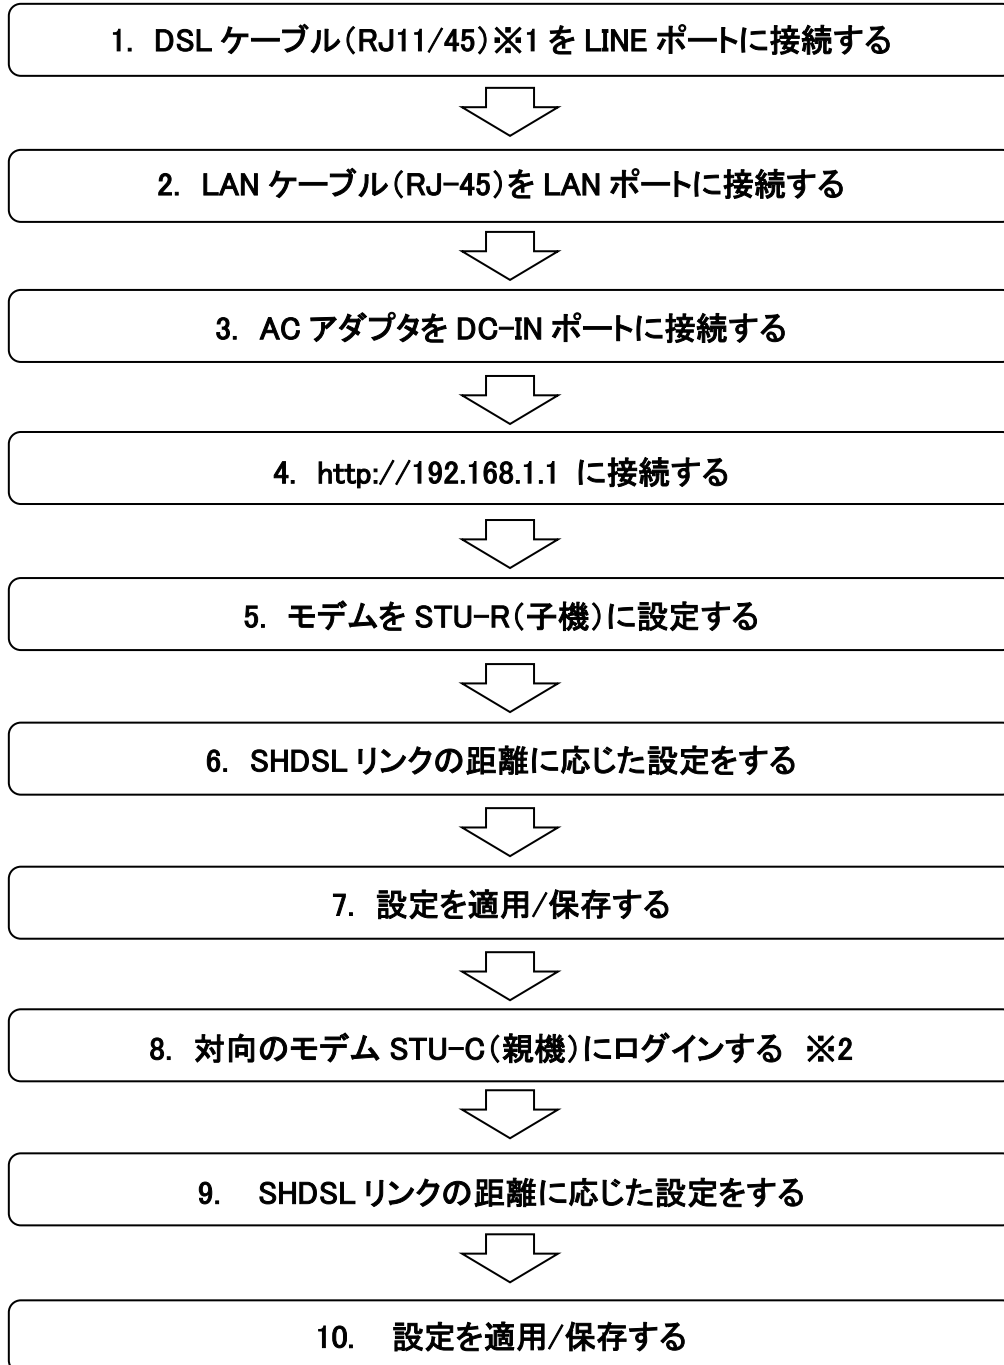 1. DSL ケーブル(RJ11/45)※1 を LINE ポートに接続する
2. LAN ケーブル(RJ-45)を LAN ポートに接続する
3. AC アダプタを DC-IN ポートに接続する
4. http://192.168.1.1 に接続する
5. モデムを STU-R(子機)に設定する
6. SHDSL リンクの距離に応じた設定をする
7. 設定を適用/保存する
8. 対向のモデム STU-C(親機)にログインする ※2
9. SHDSL リンクの距離に応じた設定をする
10. 設定を適用/保存する